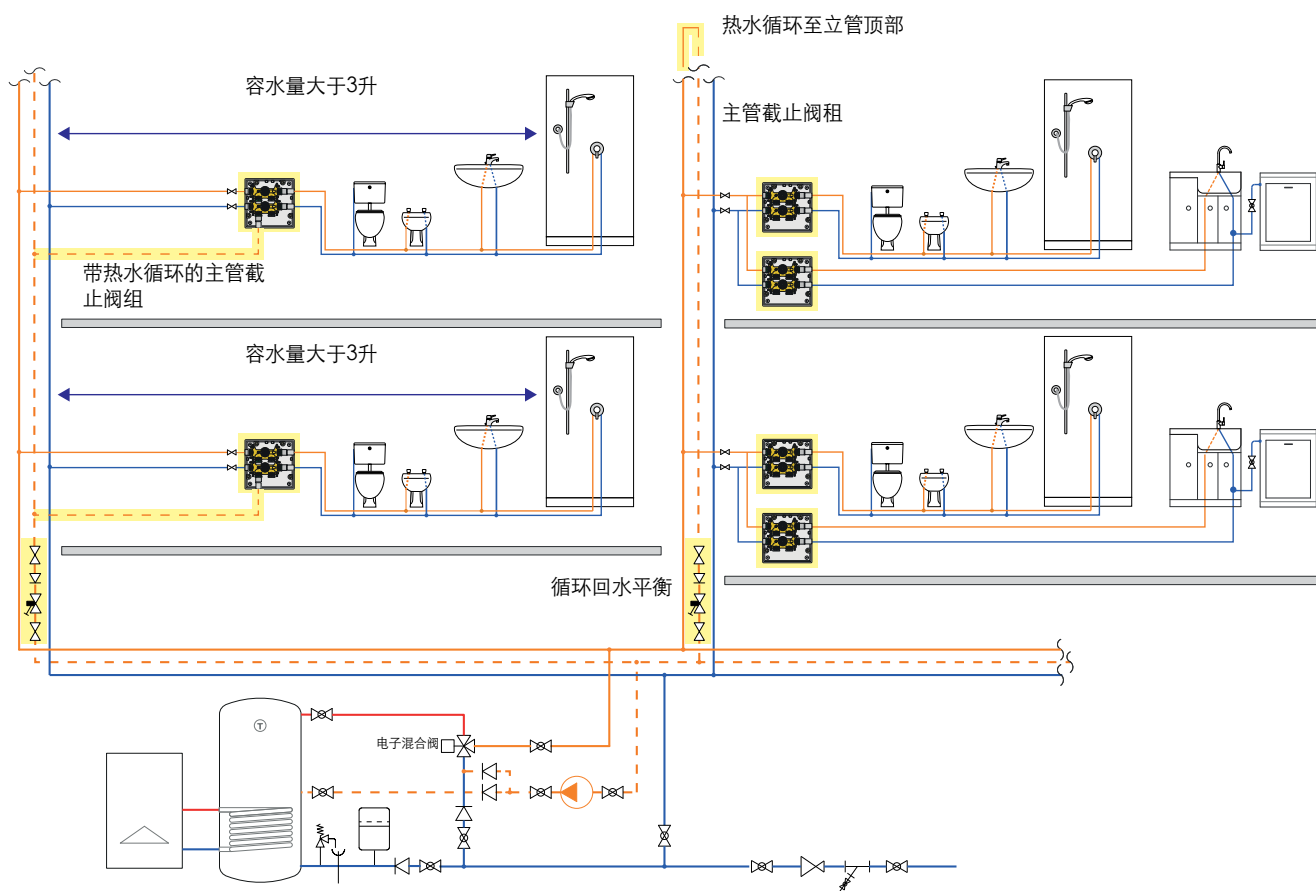 热水循环至立管顶部
容水量大于3升
主管截止阀租
带热水循环的主管截
止阀组
容水量大于3升
循环回水平衡
T
电子混合阀